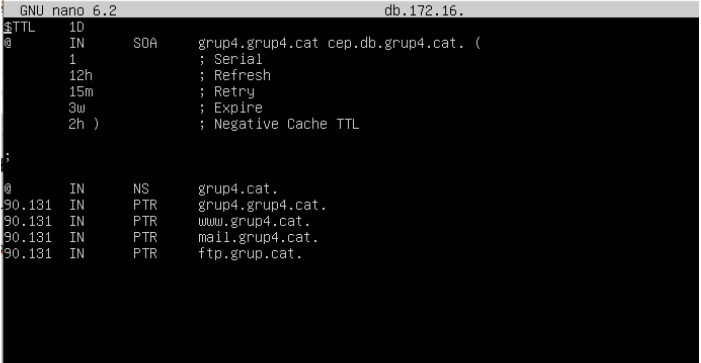 GNU nano 6.2 db.172.16.
$TTL 1D
@ IN SOA grup4.grup4.cat cep.db.grup4.cat. (
1 ; Serial
12h ; Refresh
15m ; Retry
3w ; Expire
2h ) ; Negative Cache TTL
;
@ IN NS grup4.cat.
90.131 IN PTR grup4.grup4.cat.
90.131 IN PTR www.grup4.cat.
90.131 IN PTR mail.grup4.cat.
90.131 IN PTR ftp.grup.cat.